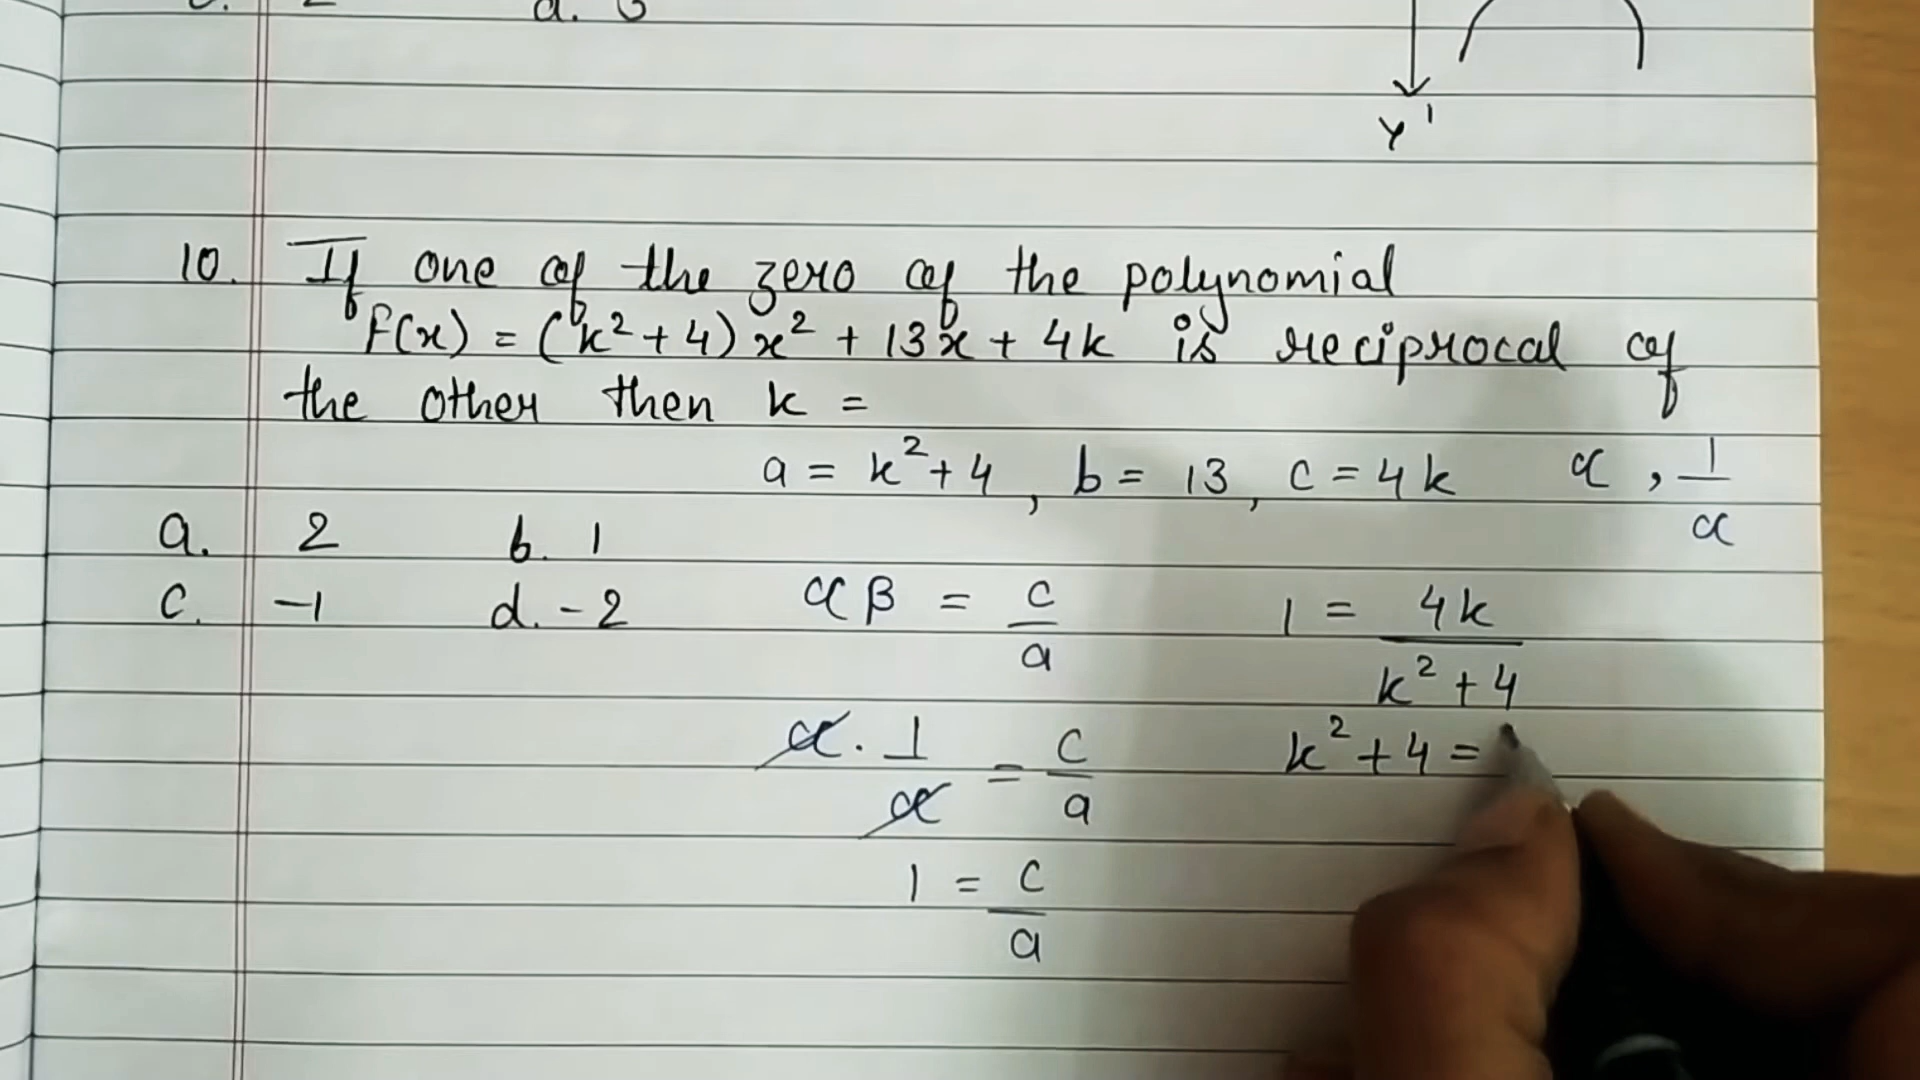 d.
Y'
10. If one of the zero of the polynomial
f(x) = (k² + 4) x² + 13x + 4k is reciprocal of
the other then k =
a = k² + 4, b = 13, c = 4k α, 1/α
a. 2 b. 1
c. -1 d. -2
αβ = c/a
α · 1/α = c/a
1 = c/a
1 = 4k/k² + 4
k² + 4 =